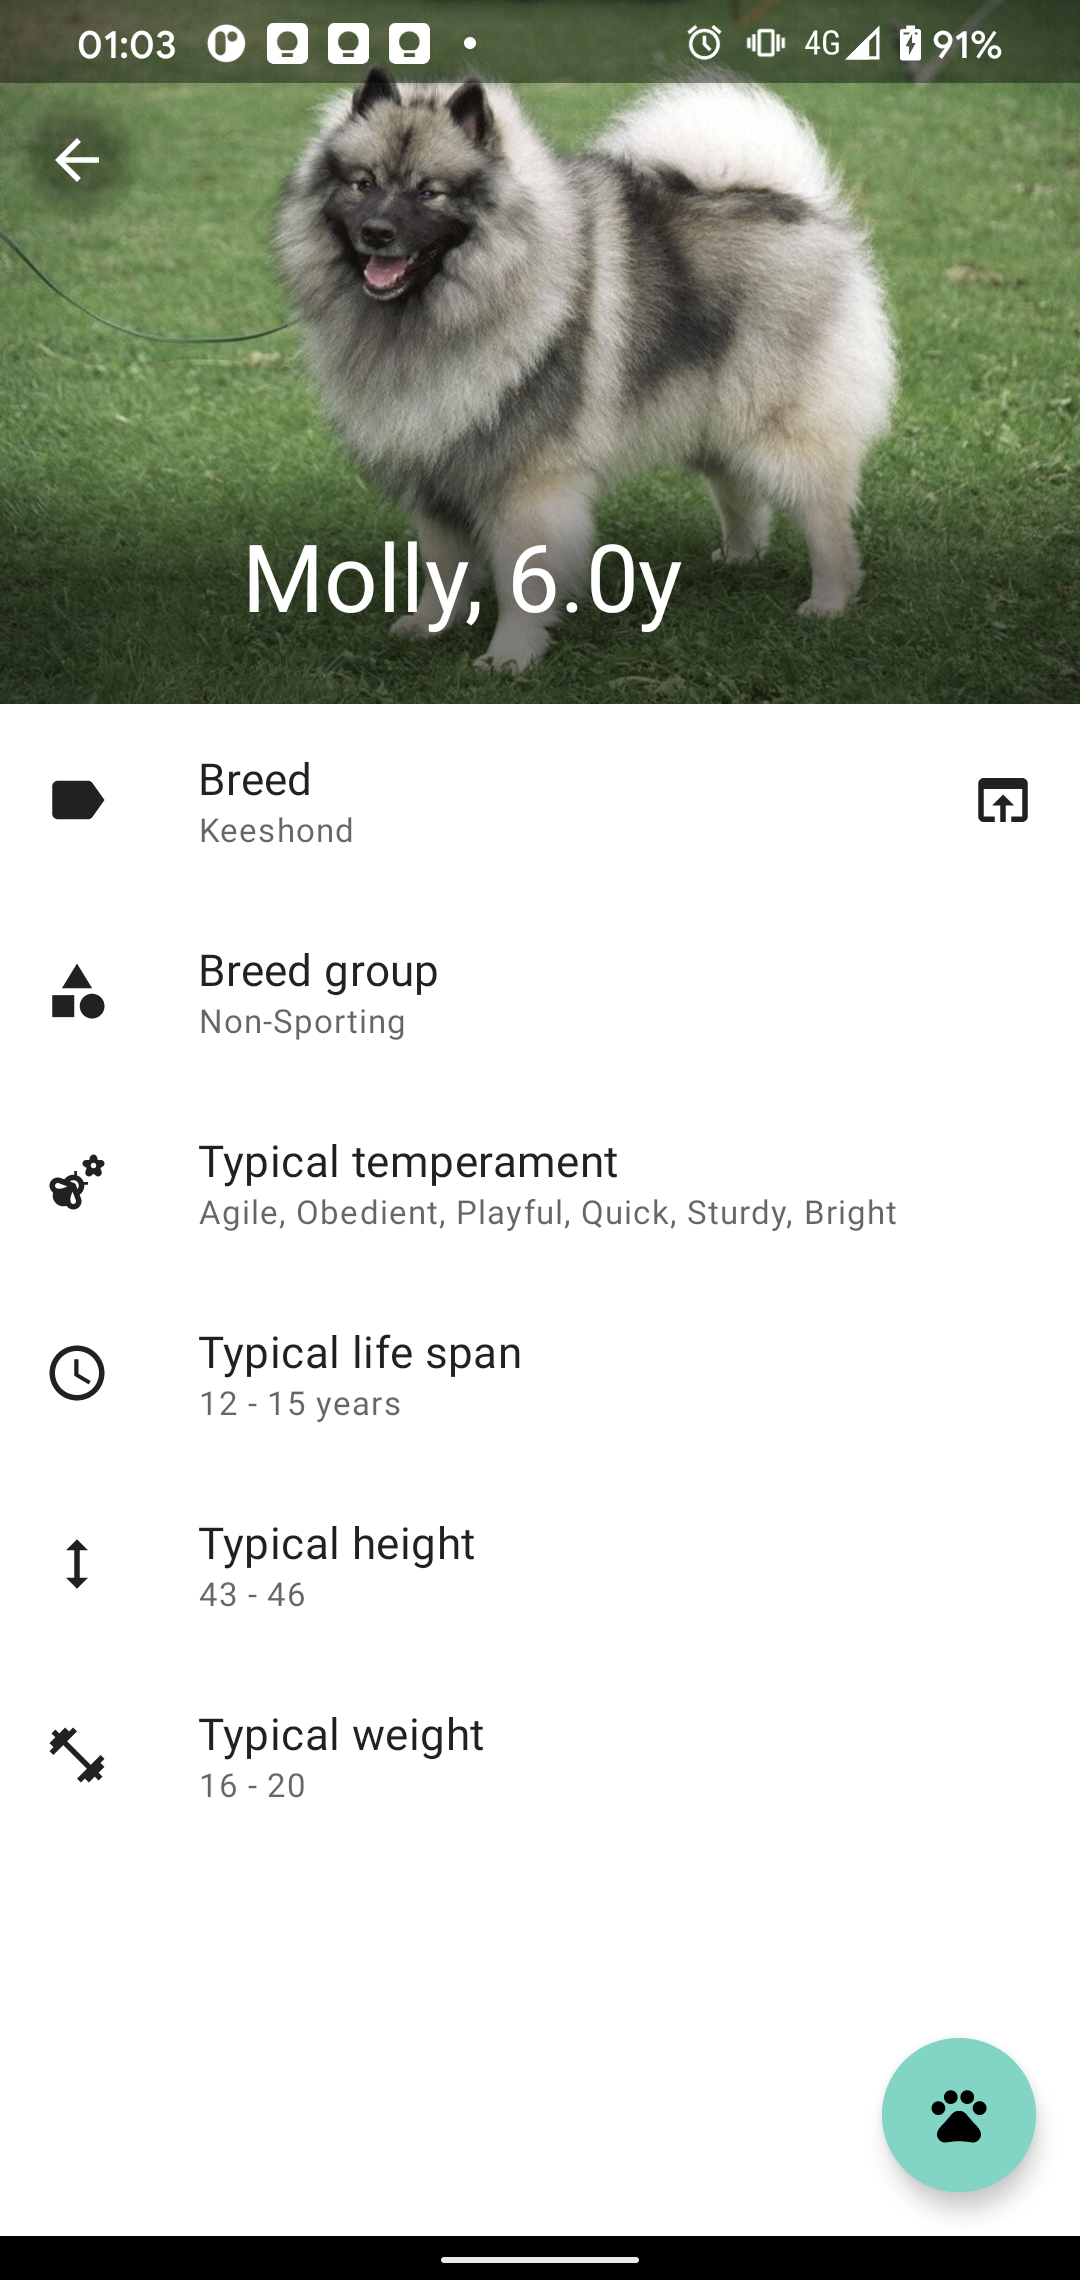 01:03
4G 91%
Molly, 6.0y
Breed
Keeshond
Breed group
Non-Sporting
Typical temperament
Agile, Obedient, Playful, Quick, Sturdy, Bright
Typical life span
12 - 15 years
Typical height
43 - 46
Typical weight
16 - 20